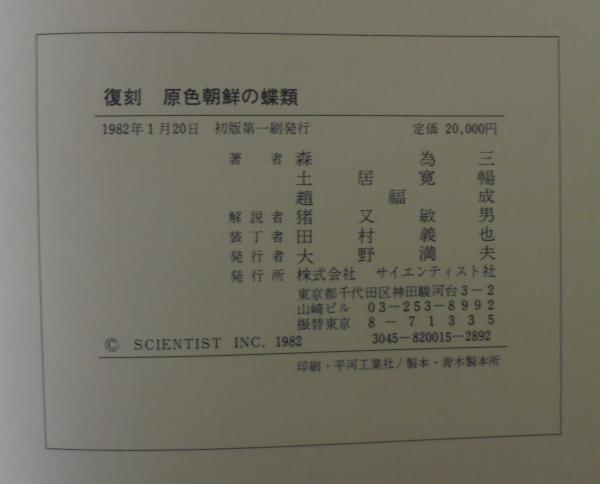 復刻 原色朝鮮の蝶類
1982年1月20日 初版第一刷発行 定価 20,000円
著者 森為三
土居寛暢
趙福成
解説者 猪又敏男
装丁者 田村義也
発行者 大野満夫
発行所 株式会社 サイエンティスト社
東京都千代田区神田駿河台3-2
山崎ビル 03-253-8992
振替東京 8-71335
© SCIENTIST INC. 1982 3045-820015-2892
印刷・平河工業社/製本・青木製本所